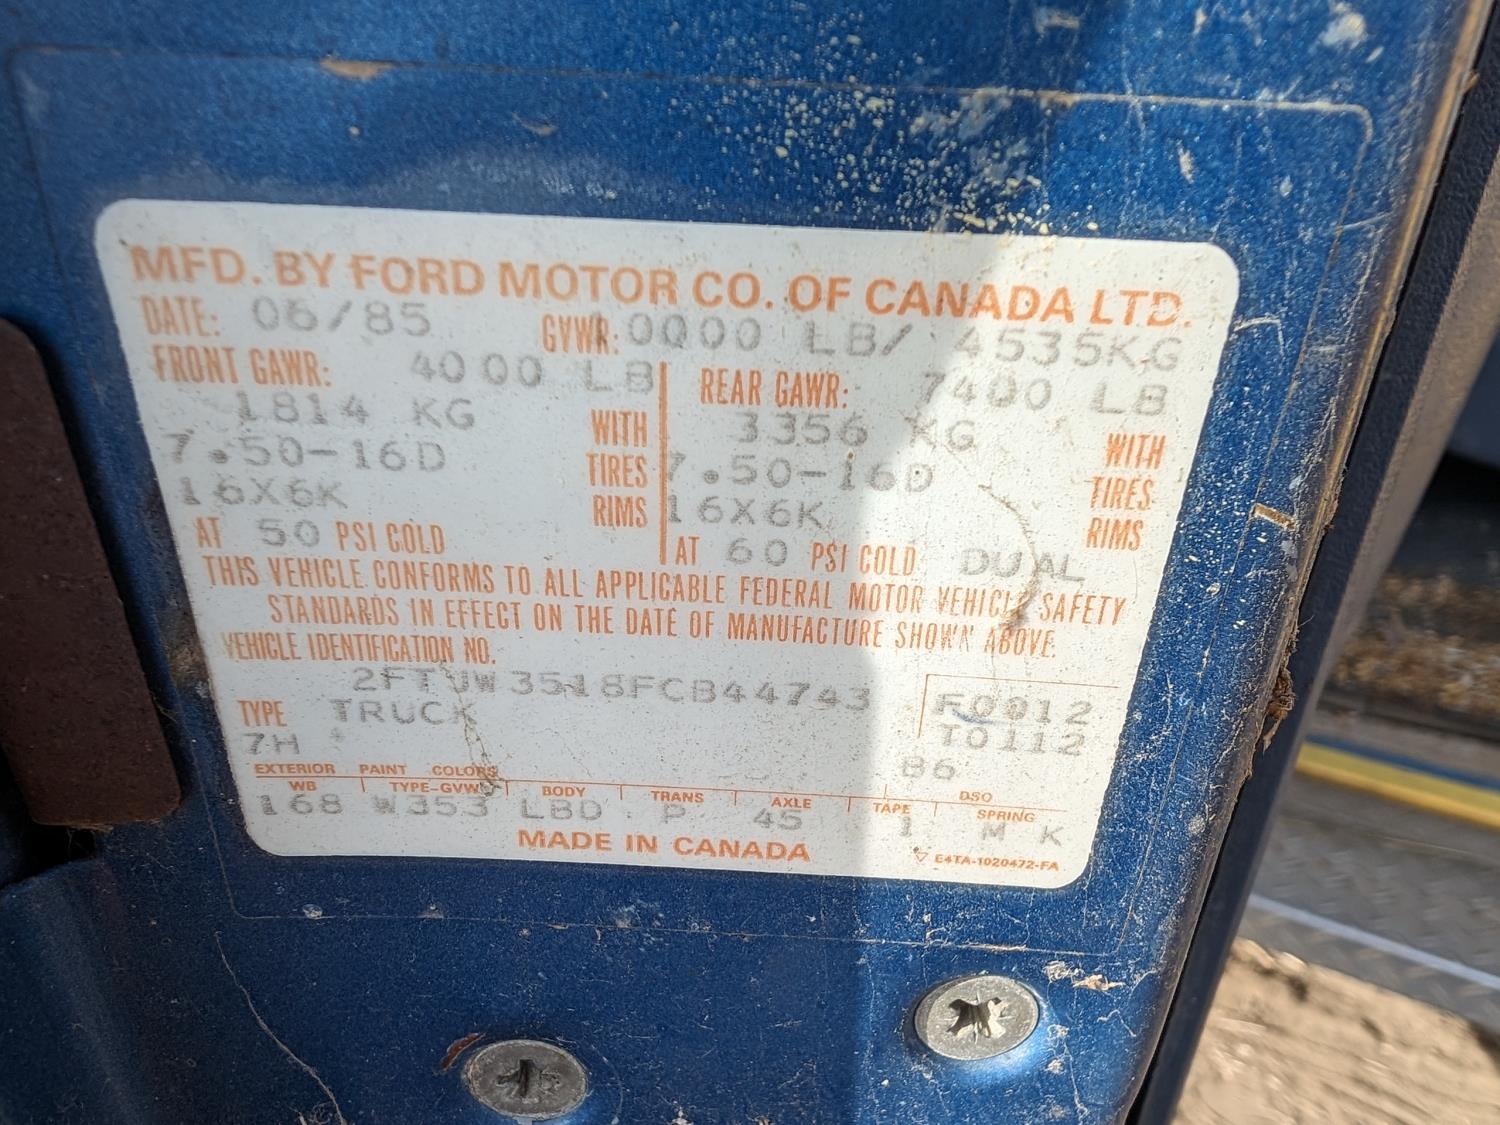 MFD. BY FORD MOTOR CO. OF CANADA LTD.
DATE: 06/85 GVWR: 0000 LB/ 4535KG
FRONT GAWR: 4000 LB REAR GAWR: 7400 LB
1814 KG WITH 3356 KG WITH
7.50-16D TIRES 7.50-16D TIRES
16X6K RIMS 16X6K RIMS
AT 50 PSI COLD AT 60 PSI COLD DUAL
THIS VEHICLE CONFORMS TO ALL APPLICABLE FEDERAL MOTOR VEHICLE SAFETY
STANDARDS IN EFFECT ON THE DATE OF MANUFACTURE SHOWN ABOVE.
VEHICLE IDENTIFICATION NO.
F0012
TYPE TRUCK T0112
7H B6
EXTERIOR PAINT COLORS DSO
WB TYPE-GVW BODY TRANS AXLE TAPE SPRING
168 W353 LBD P 45 1 M K
MADE IN CANADA E4TA-1020472-FA